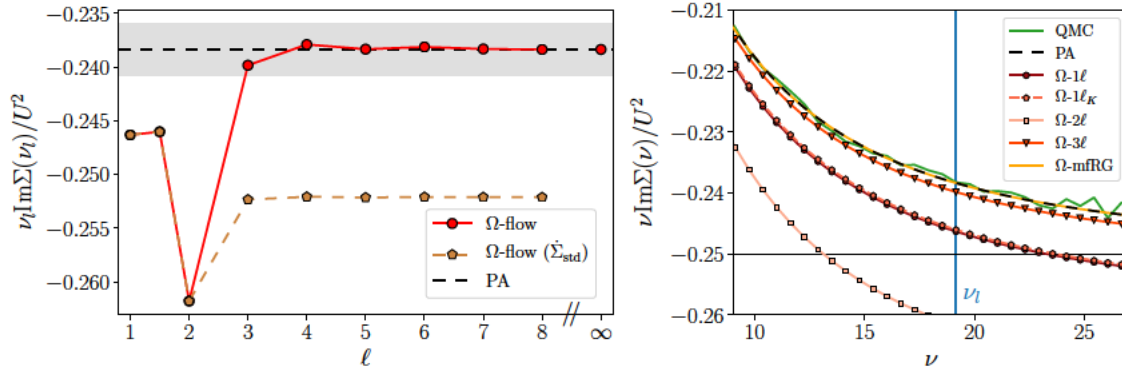 −0.235
−0.240
−0.245
−0.250
−0.255
−0.260
ν_lImΣ(ν_l)/U²
Ω-flow
Ω-flow (Σ̇_std)
PA
1 2 3 4 5 6 7 8 // ∞
ℓ
−0.21
−0.22
−0.23
−0.24
−0.25
−0.26
νImΣ(ν)/U²
QMC
PA
Ω-1ℓ
Ω-1ℓ_K
Ω-2ℓ
Ω-3ℓ
Ω-mfRG
ν_l
10 15 20 25
ν